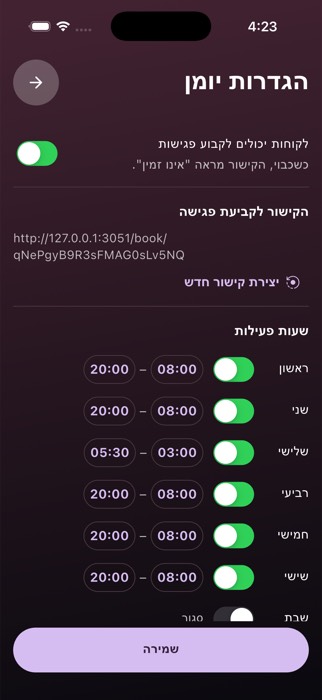 4:23
הגדרות יומן
לקוחות יכולים לקבוע פגישות
כשכבוי, הקישור מראה "אינו זמין".
הקישור לקביעת פגישה
http://127.0.0.1:3051/book/
qNePgyB9R3sFMAG0sLv5NQ
יצירת קישור חדש
שעות פעילות
ראשון 08:00 – 20:00
שני 08:00 – 20:00
שלישי 03:00 – 05:30
רביעי 08:00 – 20:00
חמישי 08:00 – 20:00
שישי 08:00 – 20:00
שבת סגור
שמירה